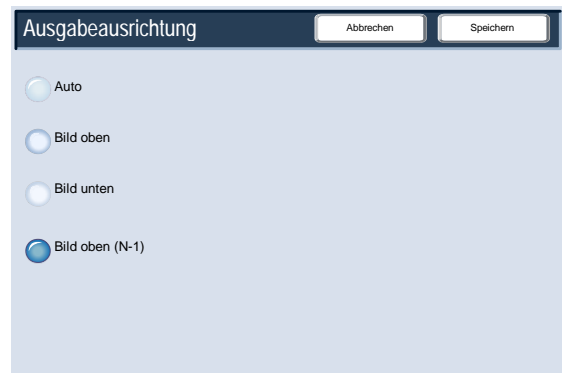 Ausgabeausrichtung
Abbrechen
Speichern
Auto
Bild oben
Bild unten
Bild oben (N-1)